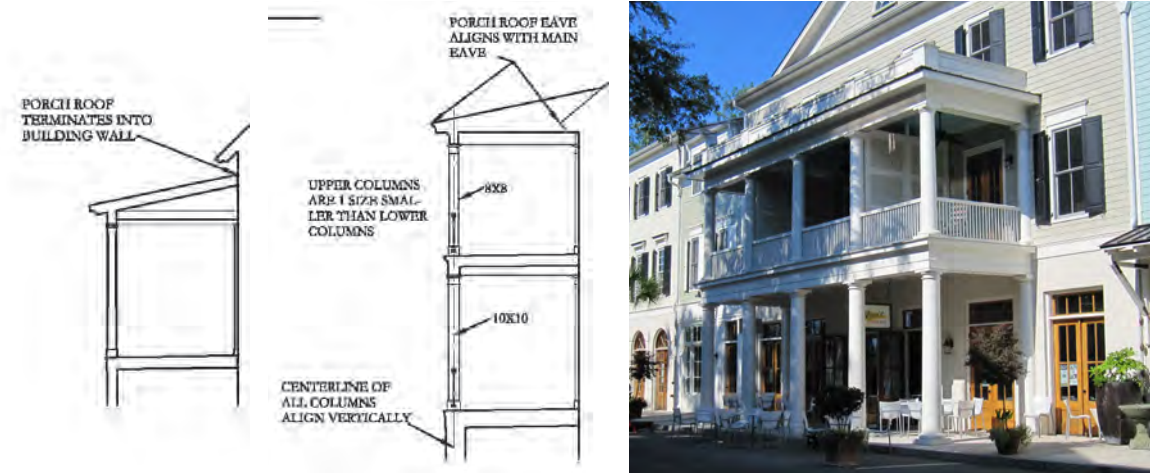 PORCH ROOF
TERMINATES INTO
BUILDING WALL
PORCH ROOF EAVE
ALIGNS WITH MAIN
EAVE
UPPER COLUMNS
ARE 1 SIZE SMAL-
LER THAN LOWER
COLUMNS
8X8
10X10
CENTERLINE OF
ALL COLUMNS
ALIGN VERTICALLY